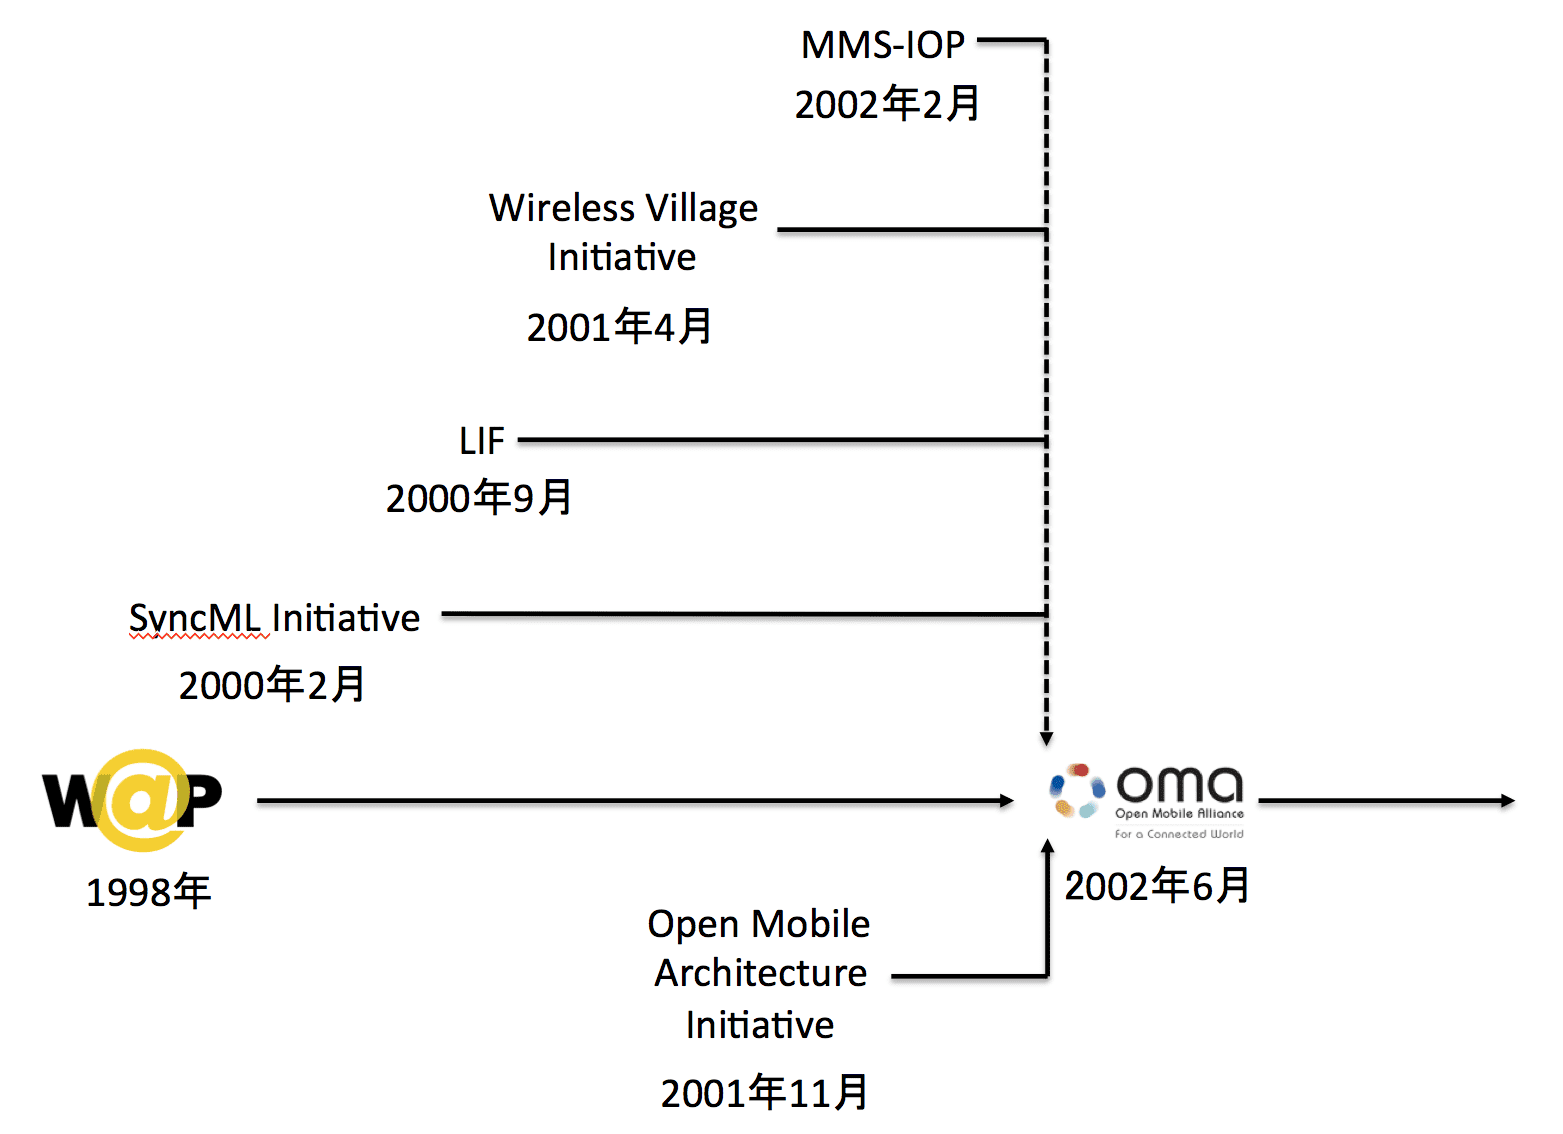 MMS-IOP
2002年2月
Wireless Village
Initiative
2001年4月
LIF
2000年9月
SyncML Initiative
2000年2月
W@P
1998年
oma
Open Mobile Alliance
For a Connected World
2002年6月
Open Mobile
Architecture
Initiative
2001年11月